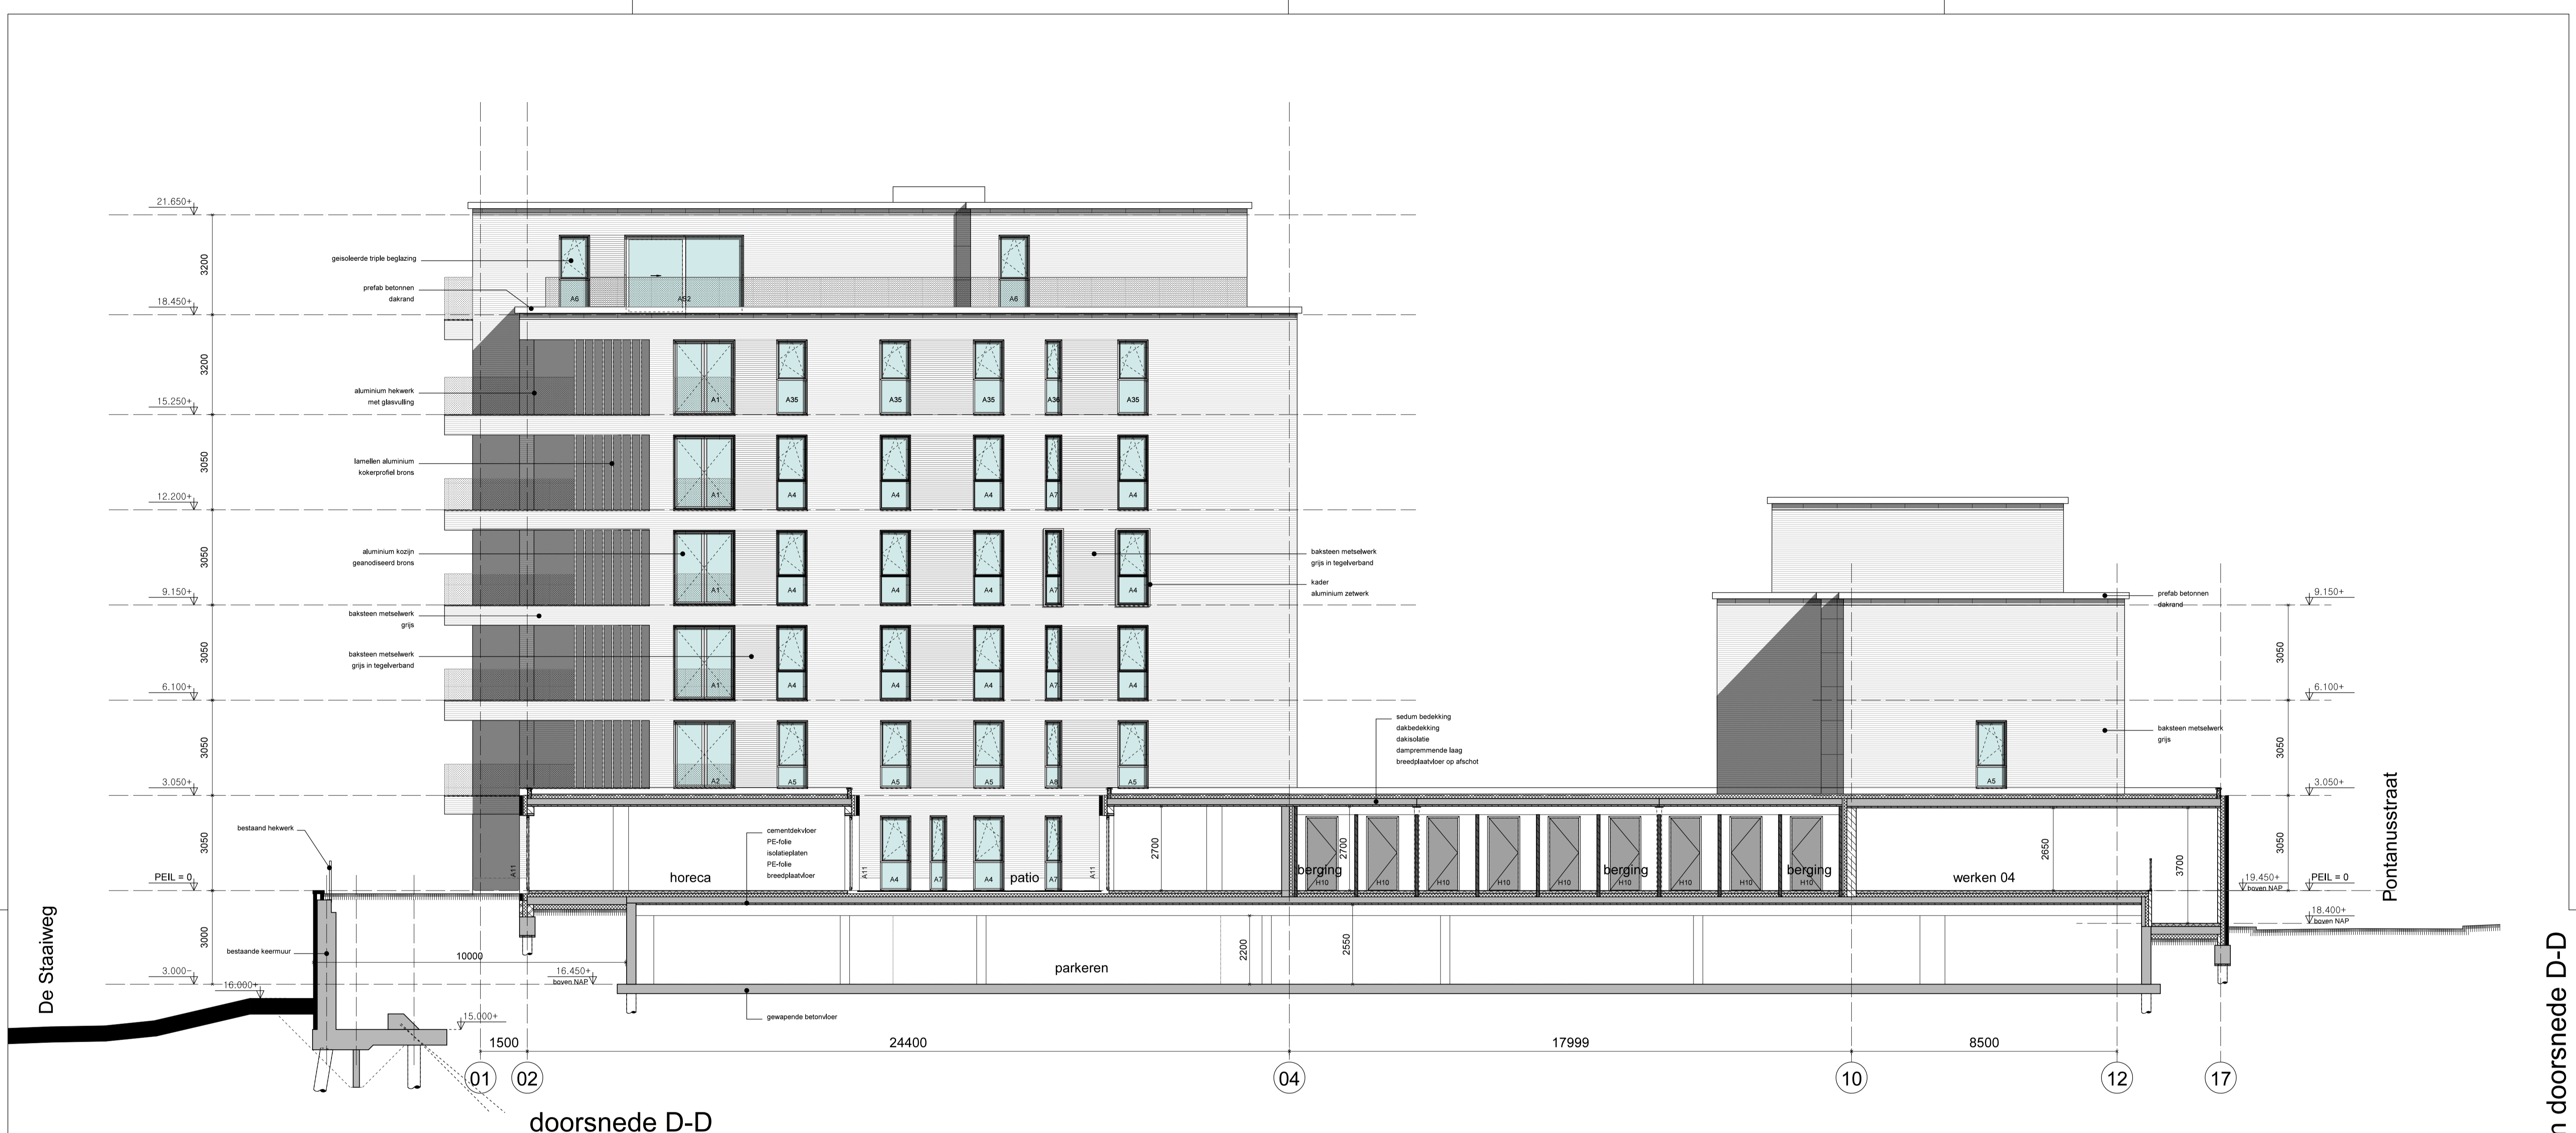 21.650+
3200
geisoleerde triple beglazing
A6
AS2
A6
prefab betonnen
dakrand
18.450+
3200
aluminium hekwerk
met glasvulling
A1
A35
A35
A35
A36
A35
15.250+
3050
lamellen aluminium
kokerprofiel brons
A1
A4
A4
A4
A7
A4
12.200+
3050
aluminium kozijn
geanodiseerd brons
A1
A4
A4
A4
A7
A4
baksteen metselwerk
grijs in tegelverband
kader
aluminium zetwerk
9.150+
prefab betonnen
dakrand
9.150+
baksteen metselwerk
grijs
3050
baksteen metselwerk
grijs in tegelverband
A1
A4
A4
A4
A7
A4
3050
6.100+
6.100+
3050
A2
A5
A5
A5
A8
A5
sedum bedekking
dakbedekking
dakisolatie
dampremmende laag
breedplaatvloer op afschot
baksteen metselwerk
grijs
A5
3050
3.050+
3.050+
Pontanusstraat
bestaand hekwerk
3050
cementdekvloer
PE-folie
isolatieplaten
PE-folie
breedplaatvloer
A11
horeca
A11
A4
A7
A4
A7
patio
A11
2700
2700
berging
berging
berging
H10
H10
H10
H10
H10
H10
H10
H10
H10
2650
3700
werken 04
3050
PEIL = 0
19.450+
boven NAP
PEIL = 0
18.400+
boven NAP
De Staaiweg
3000
bestaande keermuur
10000
2200
2550
parkeren
3.000-
16.450+
boven NAP
16.000+
15.000+
gewapende betonvloer
1500
24400
17999
8500
01
02
04
10
12
17
doorsnede D-D
n doorsnede D-D